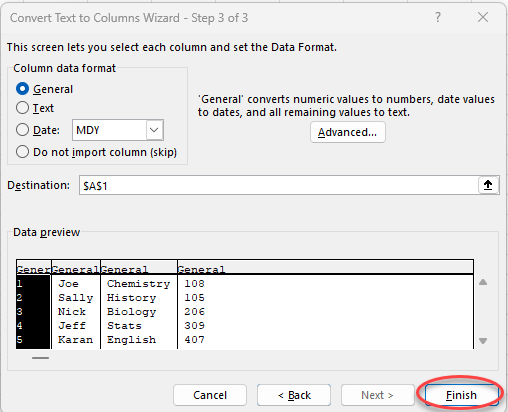 Convert Text to Columns Wizard - Step 3 of 3
?
This screen lets you select each column and set the Data Format.
Column data format
General
Text
Date: MDY
Do not import column (skip)
'General' converts numeric values to numbers, date values
to dates, and all remaining values to text.
Advanced...
Destination: $A$1
Data preview
Gener General General General
1 Joe Chemistry 108
2 Sally History 105
3 Nick Biology 206
4 Jeff Stats 309
5 Karan English 407
Cancel < Back Next > Finish